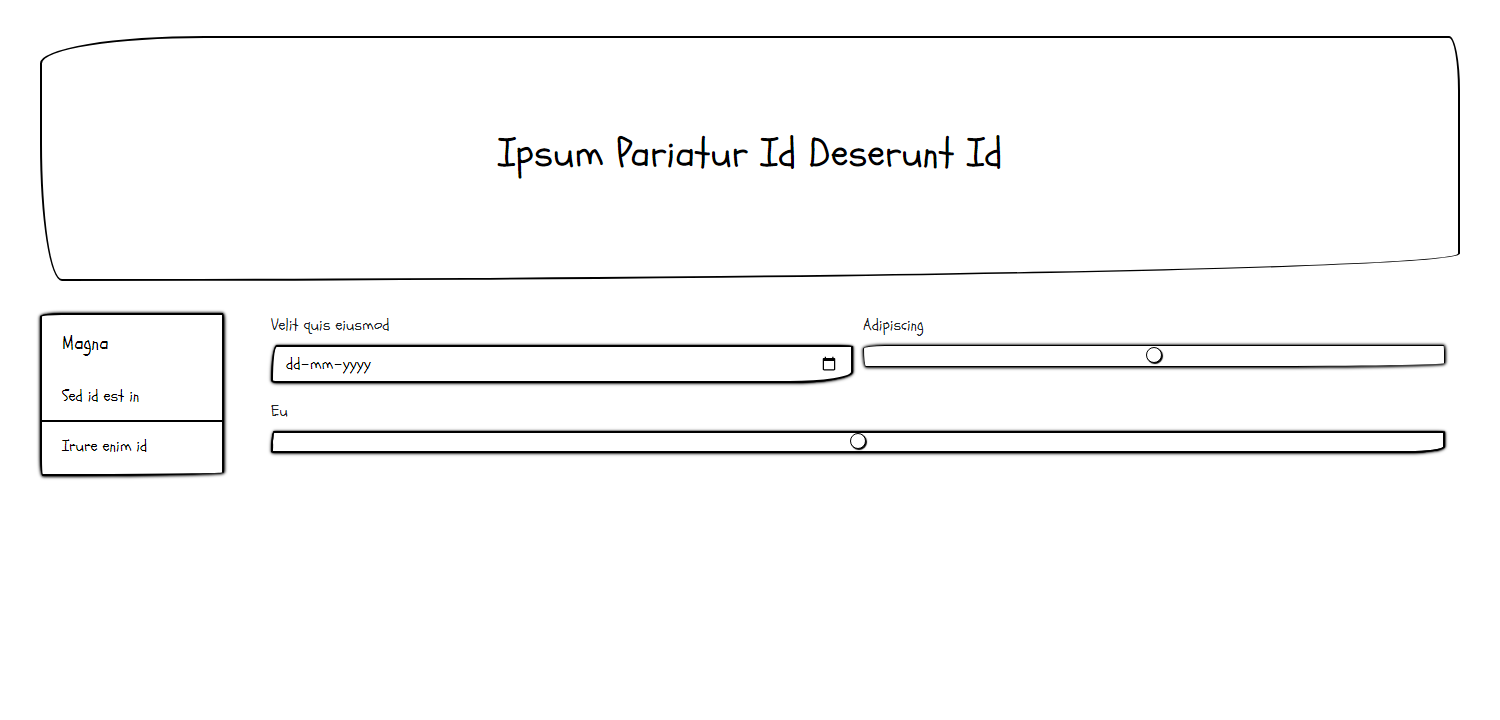 Ipsum Pariatur Id Deserunt Id
Magna
Sed id est in
Irure enim id
Velit quis eiusmod
dd-mm-yyyy
Adipiscing
Eu